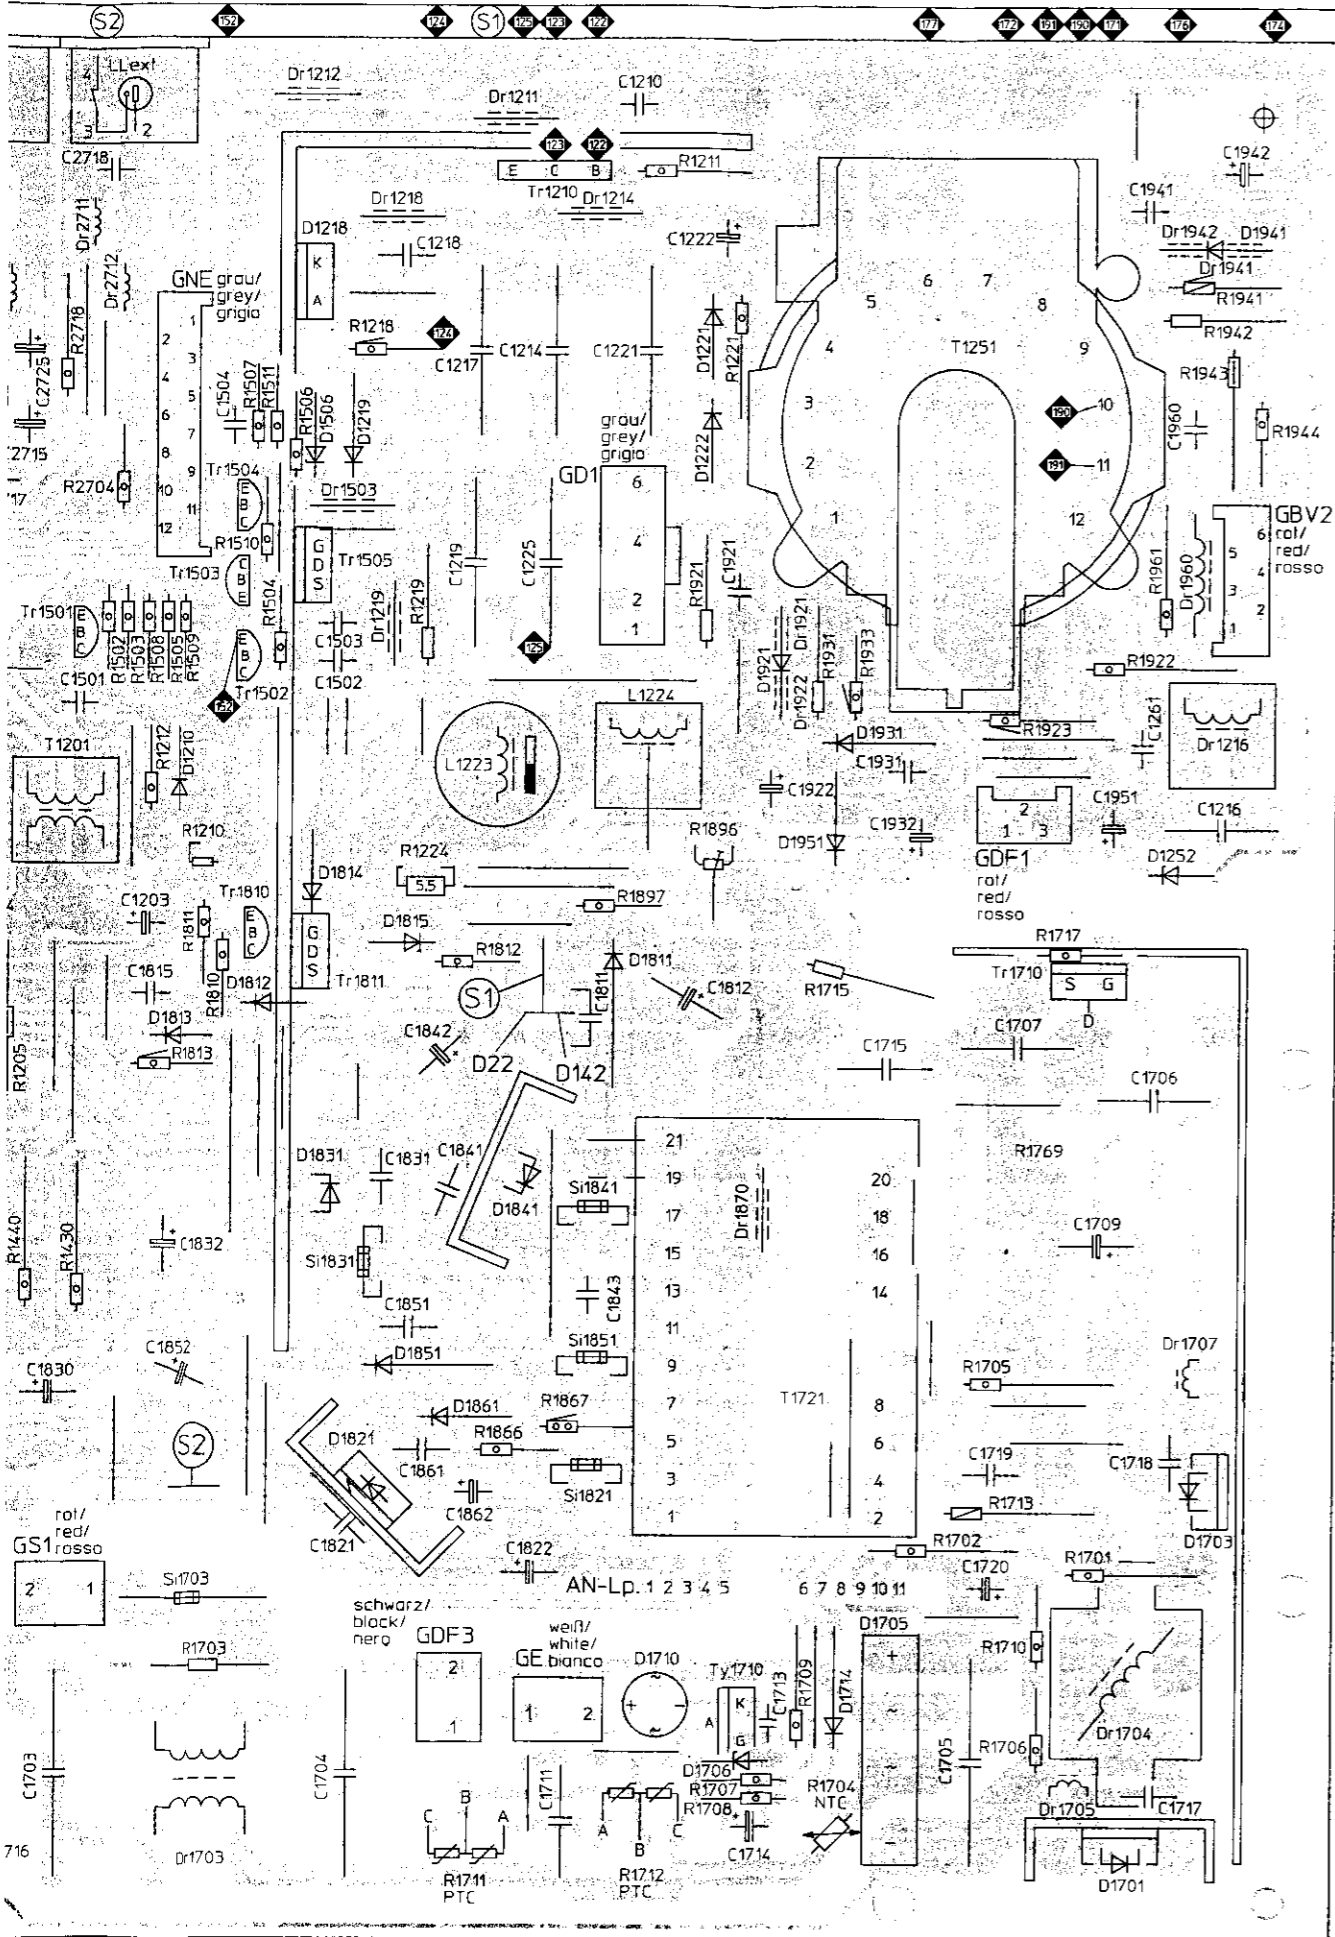 S2 152 124 S1 125 123 122 177 172 191 190 171 176 174
LLext
4
3 2
Dr1212
Dr1211
C1210
123 122
E C B
R1211
C2718
Tr1210
Dr1218
Dr1214
C1942
C1941
Dr2711
D1218
K
A
C1218
C1222
Dr1942 D1941
Dr1941
R1941
Dr2712
GNE grau/
grey/
grigio
1
2
3
4
5
6
7
8
9
10
11
12
R2718
R1218
124
C1217
C1214
C1221
D1221
R1221
T1251
1
2
3
4
5
6
7
8
9
10
11
12
190
191
R1942
R1943
C2725
C1504
R1507
R1511
R1506
D1506
D1219
D1222
C1960
R1944
2715
17
R2704
Tr1504
E
B
C
grau/
grey/
grigio
GD1
6
4
2
1
Dr1503
R1510
G
D
S
Tr1505
GBV2
rot/
red/
rosso
6
5
4
3
2
1
Tr1503
C
B
E
R1504
C1219
C1225
R1921
C1921
R1961
Dr1960
Tr1501
E
B
C
R1502
R1503
R1508
R1505
R1509
E
B
C
Tr1502
C1503
C1502
Dr1219
R1219
125
D1921
Dr1921
Dr1922
R1931
R1933
R1922
C1501
152
L1224
R1923
C1261
Dr1216
T1201
R1212
D1210
L1223
D1931
C1931
C1922
C1932
1 2 3
GDF1
rot/
red/
rosso
C1951
C1216
R1210
R1224
5,5
R1896
D1951
D1252
D1814
C1203
R1811
Tr1810
E
B
C
R1897
D1815
R1812
G
D
S
Tr1811
D1811
C1812
R1715
R1717
Tr1710
S G
D
C1815
R1810
D1812
S1
C1811
D1813
R1813
C1842
D22
D142
C1707
C1715
C1706
R1205
21
19
17
15
13
11
9
7
5
3
1
20
18
16
14
8
6
4
2
Dr1870
T1721
D1831
C1831
C1841
D1841
Si1841
R1769
C1709
R1440
R1430
C1832
Si1831
C1843
C1851
Si1851
D1851
C1852
C1830
R1705
Dr1707
D1861
R1867
S2
D1821
C1861
R1866
Si1821
C1862
C1719
C1718
R1713
D1703
C1821
C1822
R1702
R1701
C1720
rot/
red/
GS1 rosso
2 1
Si1703
AN-Lp. 1 2 3 4 5 6 7 8 9 10 11
schwarz/
black/
nero
GDF3
2
1
weiß/
white/
GE bianco
1 2
D1710
+ −
~
~
Ty1710
K
A
G
C1713
R1709
D1714
D1705
+
~
~
−
R1710
Dr1704
R1703
R1706
C1703
C1704
C1711
D1706
R1707
R1708
R1704
NTC
C1705
Dr1705
C1717
716
Dr1703
C B A
R1711
PTC
A B C
R1712
PTC
C1714
D1701